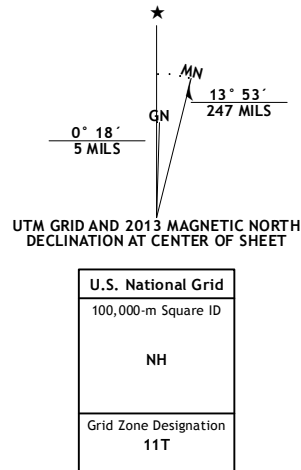 ★
MN
GN
13° 53´
247 MILS
0° 18´
5 MILS
UTM GRID AND 2013 MAGNETIC NORTH
DECLINATION AT CENTER OF SHEET
U.S. National Grid
100,000-m Square ID
NH
Grid Zone Designation
11T